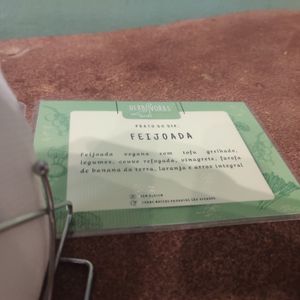 HERBÍVORAS
PRATO DO DIA:
FEIJOADA
Feijoada vegana com tofu grelhado,
legumes, couve refogada, vinagrete, farofa
de banana da terra, laranja e arroz integral
SEM GLÚTEN